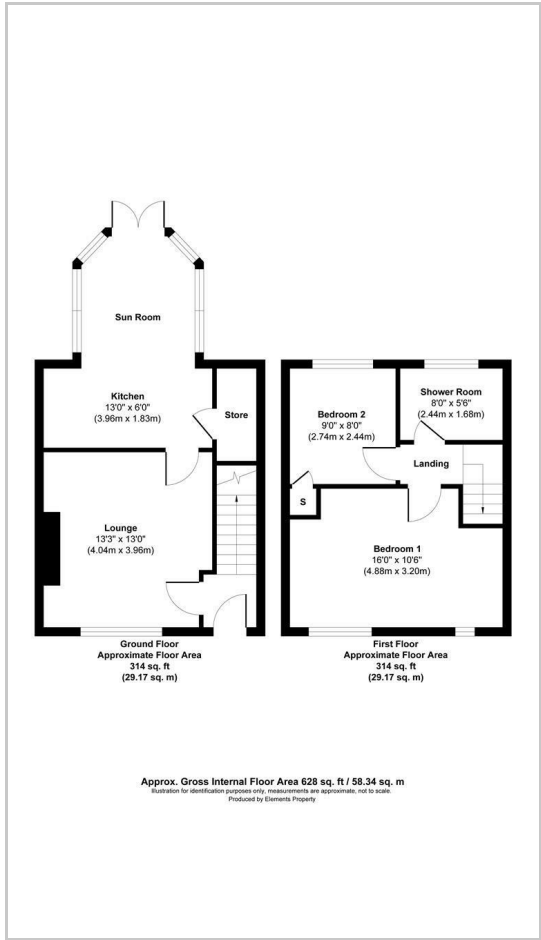 Sun Room
Kitchen
13'0" x 6'0"
(3.96m x 1.83m)
Store
Lounge
13'3" x 13'0"
(4.04m x 3.96m)
Ground Floor
Approximate Floor Area
314 sq. ft
(29.17 sq. m)
Bedroom 2
9'0" x 8'0"
(2.74m x 2.44m)
Shower Room
8'0" x 5'6"
(2.44m x 1.68m)
Landing
S
Bedroom 1
16'0" x 10'6"
(4.88m x 3.20m)
First Floor
Approximate Floor Area
314 sq. ft
(29.17 sq. m)
Approx. Gross Internal Floor Area 628 sq. ft / 58.34 sq. m
Illustration for identification purposes only, measurements are approximate, not to scale.
Produced by Elements Property